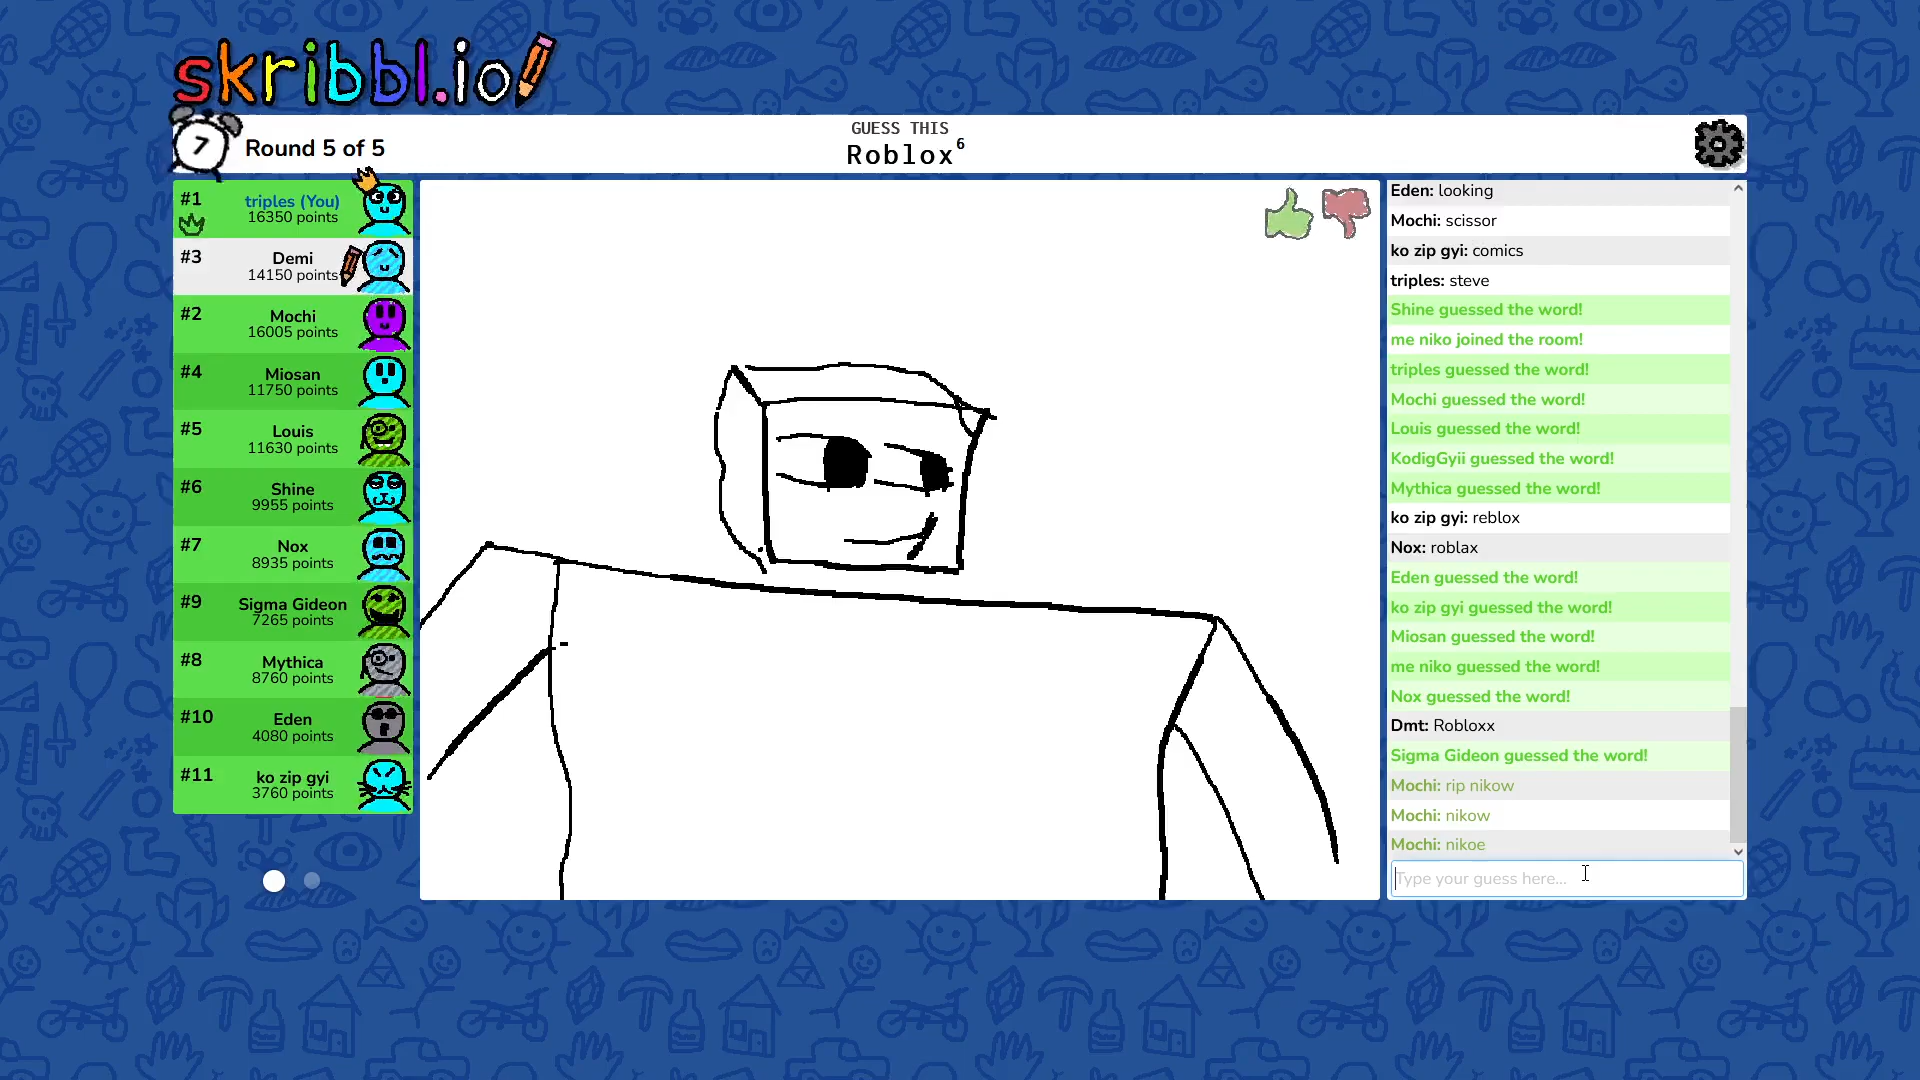 skribbl.io
7
Round 5 of 5
GUESS THIS
Roblox 6
#1
triples (You)
16350 points
#3
Demi
14150 points
#2
Mochi
16005 points
#4
Miosan
11750 points
#5
Louis
11630 points
#6
Shine
9955 points
#7
Nox
8935 points
#9
Sigma Gideon
7265 points
#8
Mythica
8760 points
#10
Eden
4080 points
#11
ko zip gyi
3760 points
Eden: looking
Mochi: scissor
ko zip gyi: comics
triples: steve
Shine guessed the word!
me niko joined the room!
triples guessed the word!
Mochi guessed the word!
Louis guessed the word!
KodigGyii guessed the word!
Mythica guessed the word!
ko zip gyi: reblox
Nox: roblax
Eden guessed the word!
ko zip gyi guessed the word!
Miosan guessed the word!
me niko guessed the word!
Nox guessed the word!
Dmt: Robloxx
Sigma Gideon guessed the word!
Mochi: rip nikow
Mochi: nikow
Mochi: nikoe
Type your guess here...